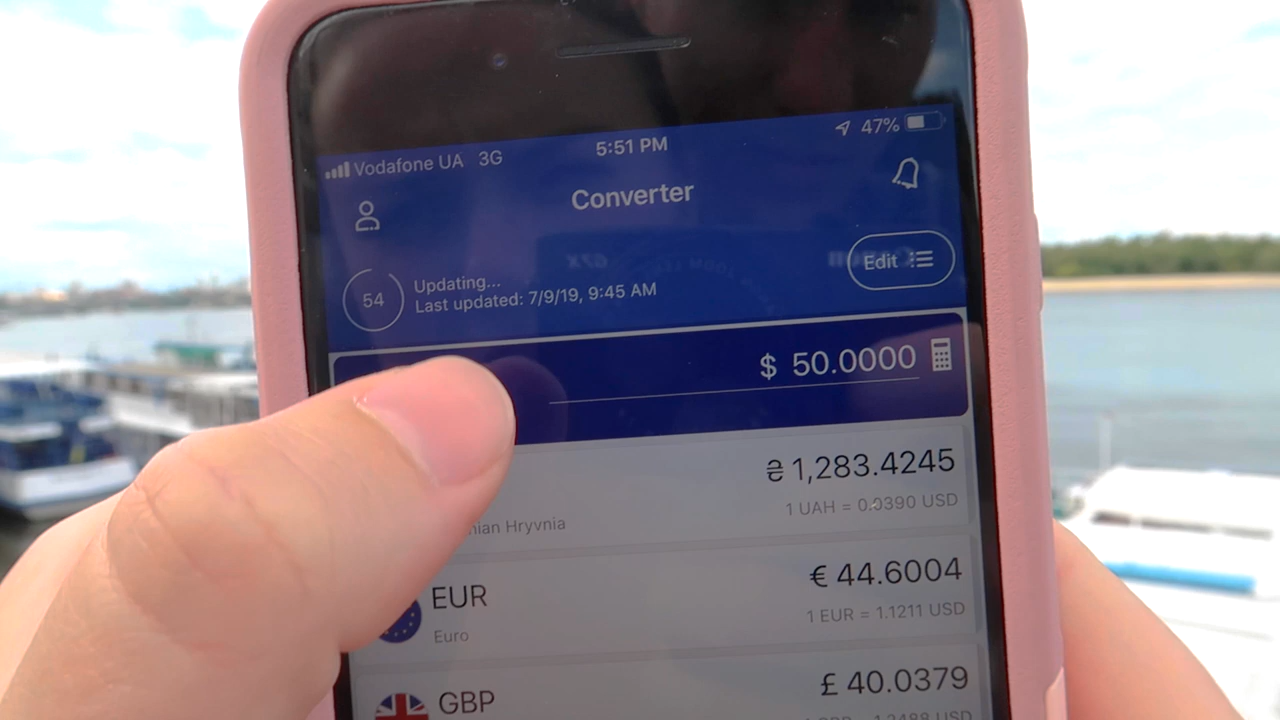 Vodafone UA 3G 5:51 PM 47%
Converter
Edit
54
Updating...
Last updated: 7/9/19, 9:45 AM
$ 50.0000
₴ 1,283.4245
1 UAH = 0.0390 USD
Hryvnia
EUR € 44.6004
Euro 1 EUR = 1.1211 USD
GBP £ 40.0379